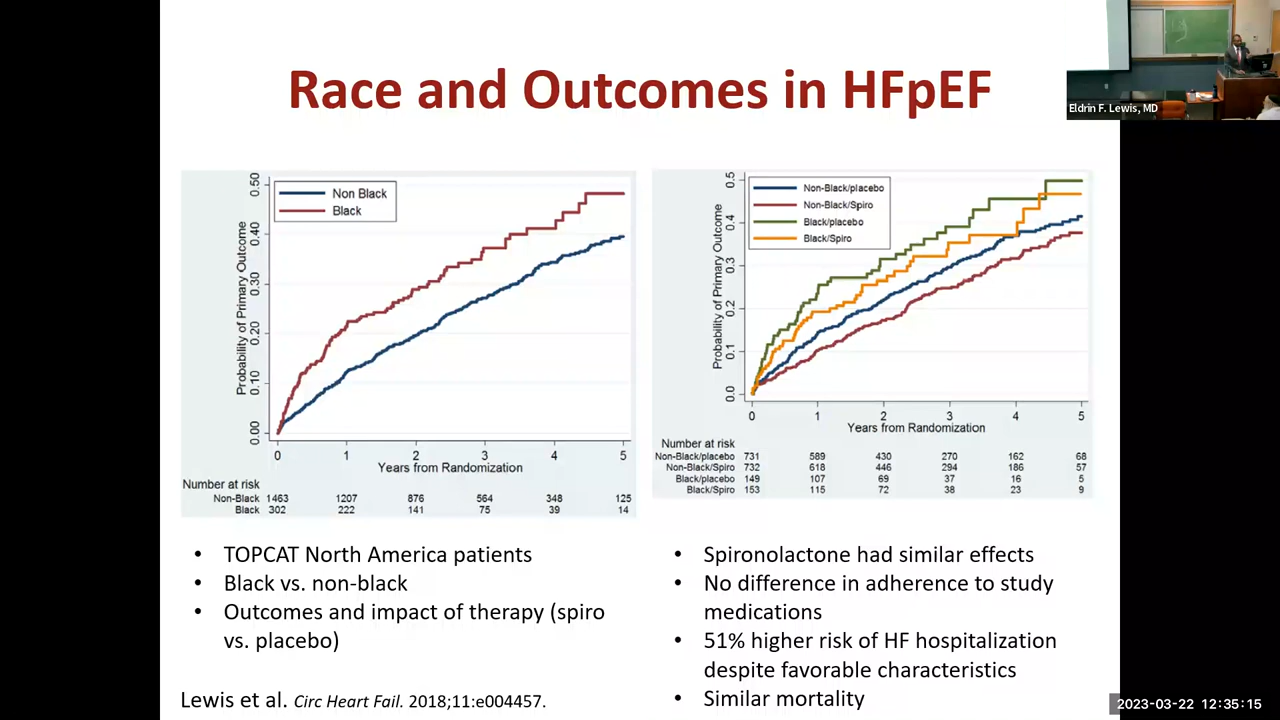 Race and Outcomes in HFpEF
Eldrin F. Lewis, MD
Non Black
Black
Probability of Primary Outcome
0.50
0.40
0.30
0.20
0.10
0.00
0 1 2 3 4 5
Years from Randomization
Number at risk
Non-Black 1463 1207 876 564 348 125
Black 302 222 141 75 39 14
Non-Black/placebo
Non-Black/Spiro
Black/placebo
Black/Spiro
Probability of Primary Outcome
0.5
0.4
0.3
0.2
0.1
0.0
0 1 2 3 4 5
Years from Randomization
Number at risk
Non-Black/placebo 731 589 430 270 162 68
Non-Black/Spiro 732 618 446 294 186 57
Black/placebo 149 107 69 37 16 5
Black/Spiro 153 115 72 38 23 9
• TOPCAT North America patients
• Black vs. non-black
• Outcomes and impact of therapy (spiro
vs. placebo)
• Spironolactone had similar effects
• No difference in adherence to study
medications
• 51% higher risk of HF hospitalization
despite favorable characteristics
• Similar mortality
Lewis et al. Circ Heart Fail. 2018;11:e004457.
2023-03-22 12:35:15